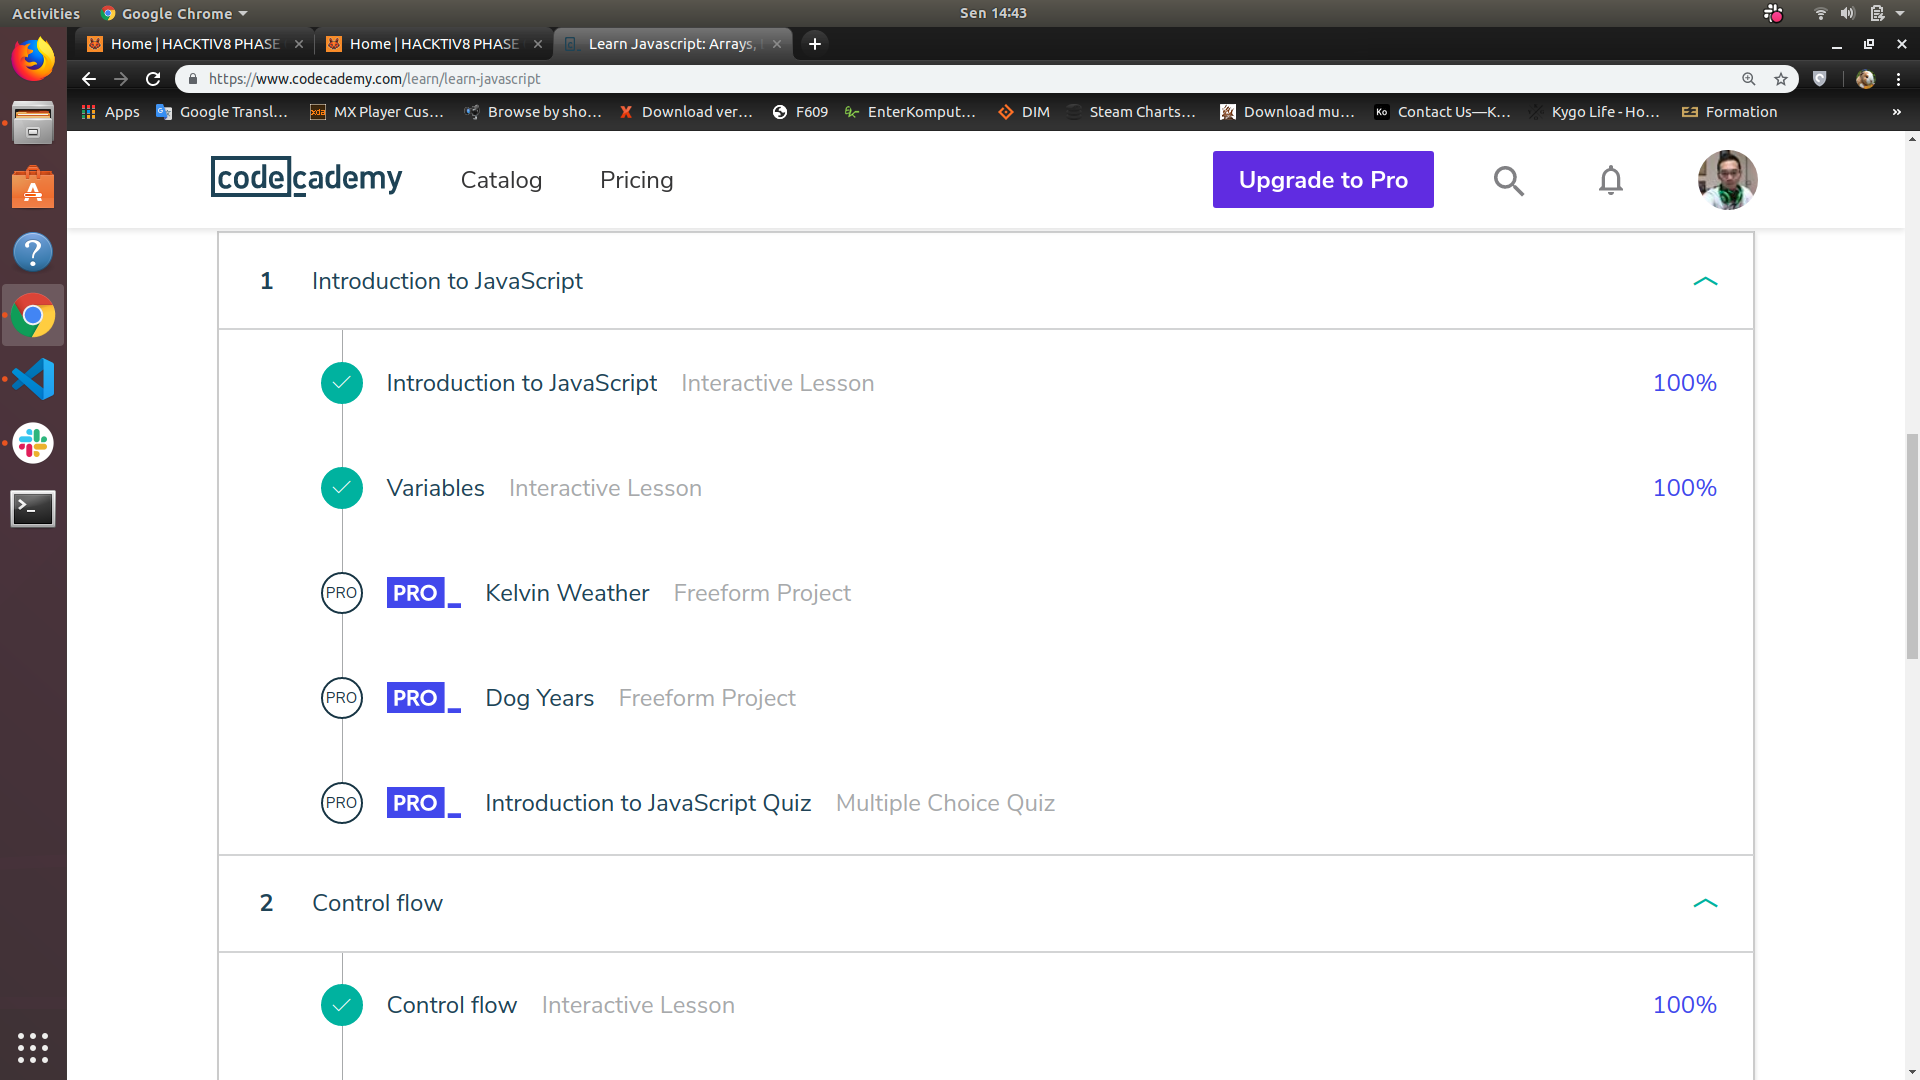 Activities Google Chrome Sen 14:43
Home | HACKTIV8 PHASE Home | HACKTIV8 PHASE Learn Javascript: Arrays,
https://www.codecademy.com/learn/learn-javascript
Apps Google Transl... MX Player Cus... Browse by sho... Download ver... F609 EnterKomput... DIM Steam Charts... Download mu... Ko Contact Us—K... Kygo Life - Ho... Formation »
codecademy Catalog Pricing Upgrade to Pro
1 Introduction to JavaScript
Introduction to JavaScript Interactive Lesson 100%
Variables Interactive Lesson 100%
PRO PRO_ Kelvin Weather Freeform Project
PRO PRO_ Dog Years Freeform Project
PRO PRO_ Introduction to JavaScript Quiz Multiple Choice Quiz
2 Control flow
Control flow Interactive Lesson 100%